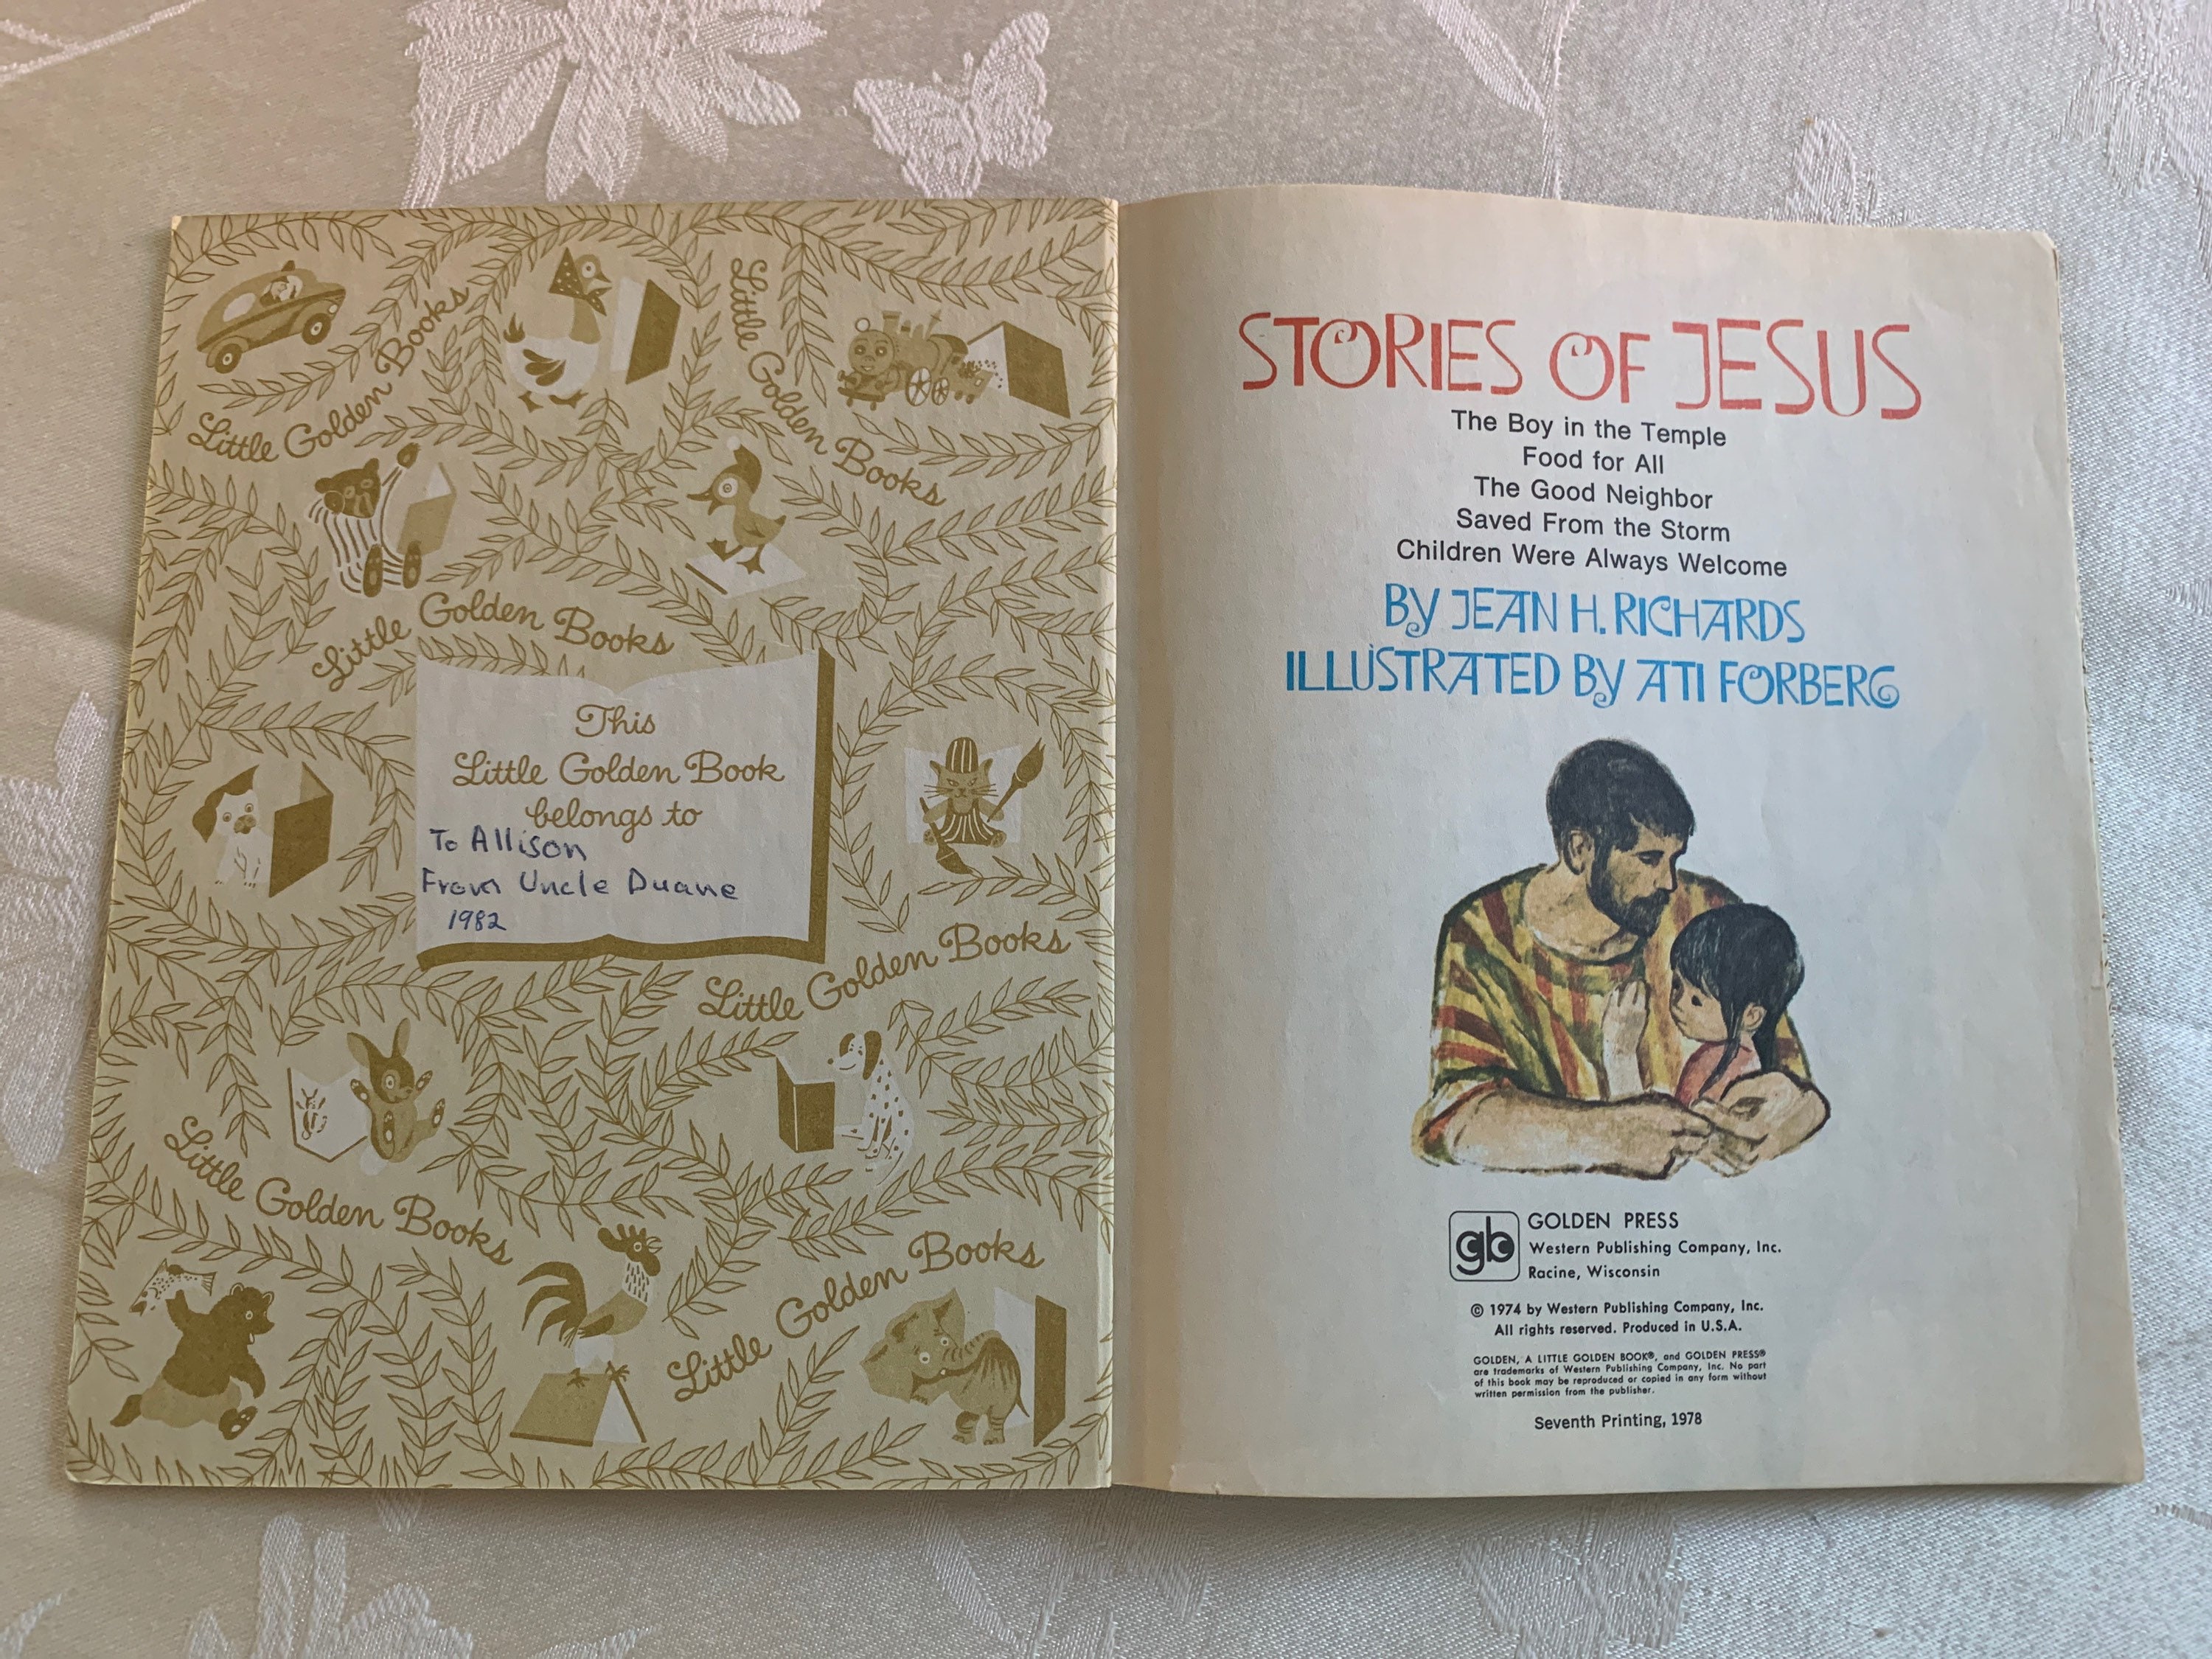 Little Golden Books
Little Golden Books
Little Golden Books
This
Little Golden Book
belongs to
To Allison
From Uncle Duane
1982
Little Golden Books
Little Golden Books
Little Golden Books
STORIES OF JESUS
The Boy in the Temple
Food for All
The Good Neighbor
Saved From the Storm
Children Were Always Welcome
BY JEAN H. RICHARDS
ILLUSTRATED BY ATI FORBERG
gb
GOLDEN PRESS
Western Publishing Company, Inc.
Racine, Wisconsin
© 1974 by Western Publishing Company, Inc.
All rights reserved. Produced in U.S.A.
GOLDEN, A LITTLE GOLDEN BOOK®, and GOLDEN PRESS®
are trademarks of Western Publishing Company, Inc. No part
of this book may be reproduced or copied in any form without
written permission from the publisher.
Seventh Printing, 1978